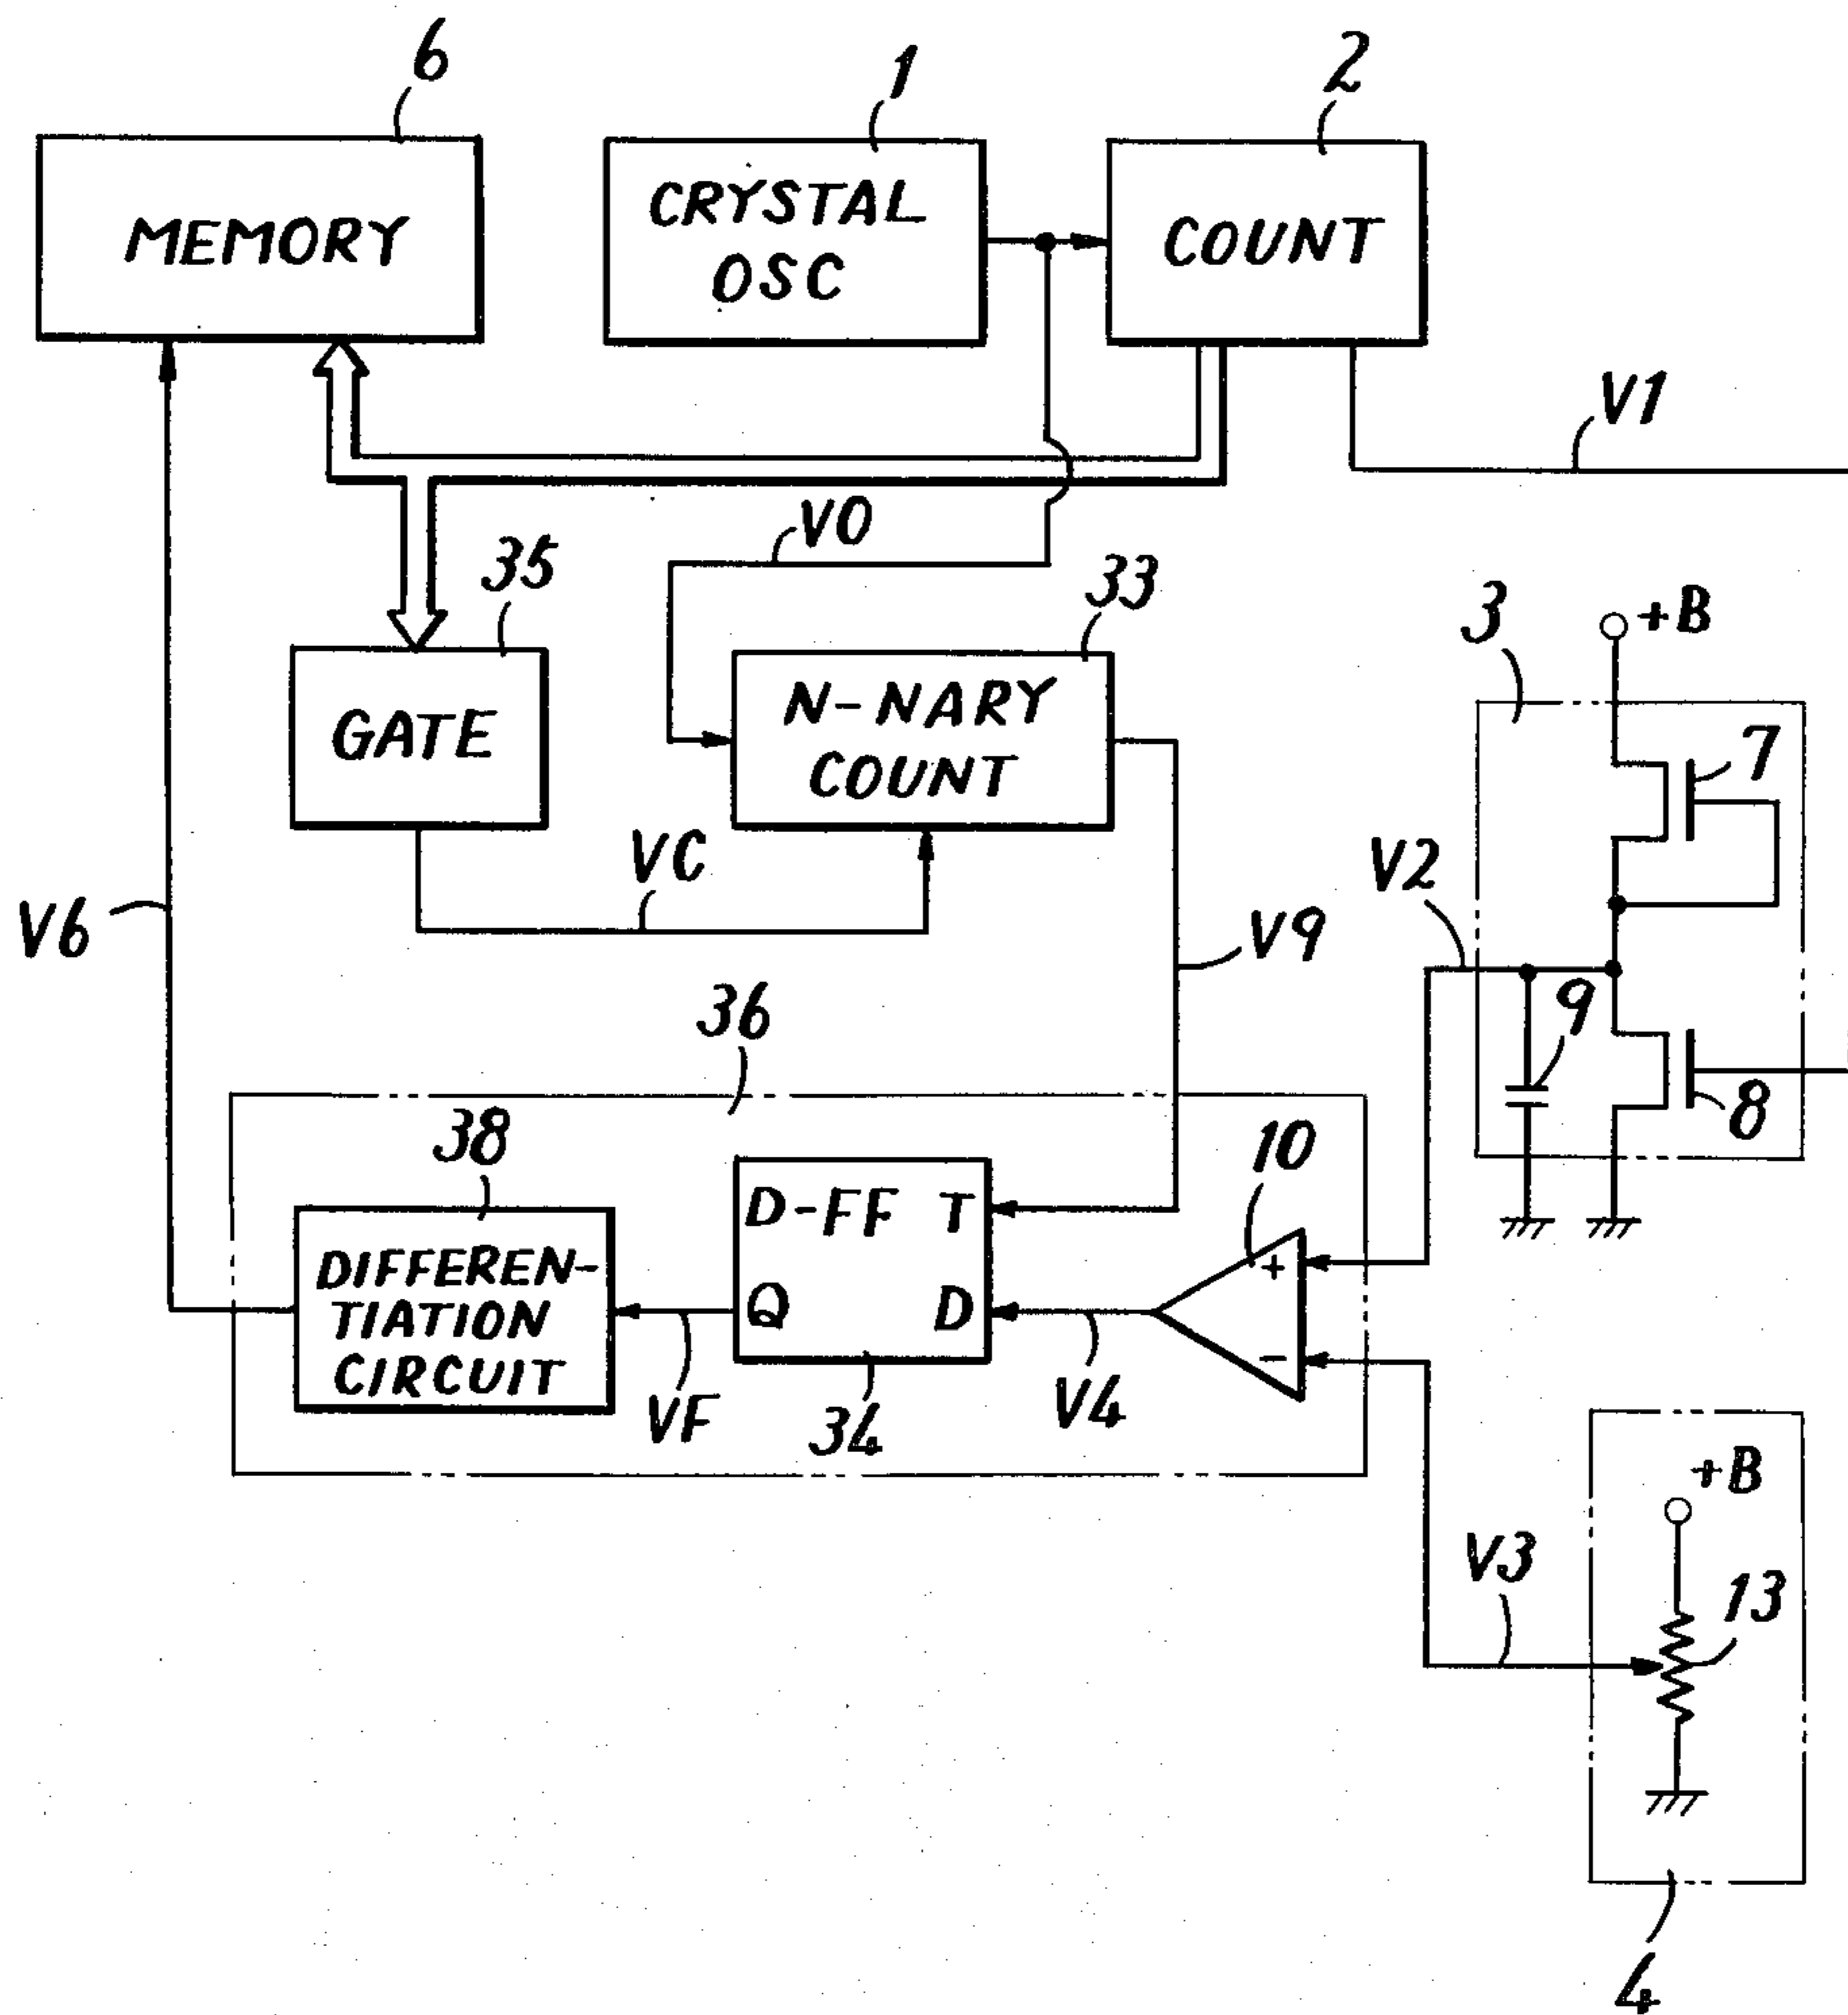 6
1
2
MEMORY
CRYSTAL
OSC
COUNT
V1
VO
35
33
3
+B
GATE
N-NARY
COUNT
7
VC
V2
V6
V9
9
36
8
38
10
D-FF T
+
DIFFEREN-
TIATION
CIRCUIT
Q D
-
VF
34
V4
+B
V3
13
4